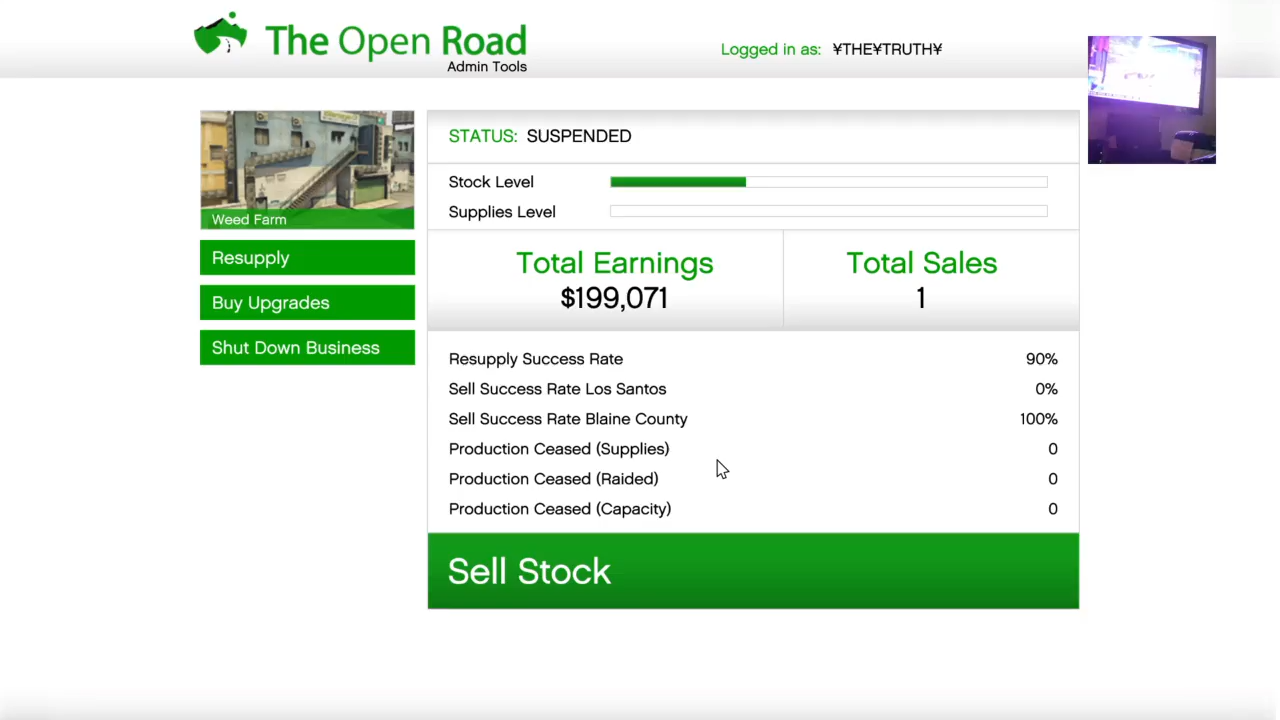 The Open Road
Admin Tools
Logged in as: ¥THE¥TRUTH¥
Weed Farm
Resupply
Buy Upgrades
Shut Down Business
STATUS: SUSPENDED
Stock Level
Supplies Level
Total Earnings
$199,071
Total Sales
1
Resupply Success Rate 90%
Sell Success Rate Los Santos 0%
Sell Success Rate Blaine County 100%
Production Ceased (Supplies) 0
Production Ceased (Raided) 0
Production Ceased (Capacity) 0
Sell Stock